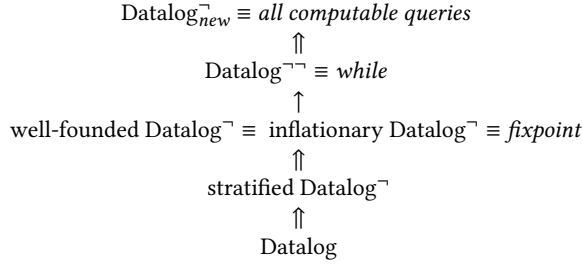 Datalog¬new ≡ all computable queries
⇑
Datalog¬¬ ≡ while
↑
well-founded Datalog¬ ≡ inflationary Datalog¬ ≡ fixpoint
⇑
stratified Datalog¬
⇑
Datalog